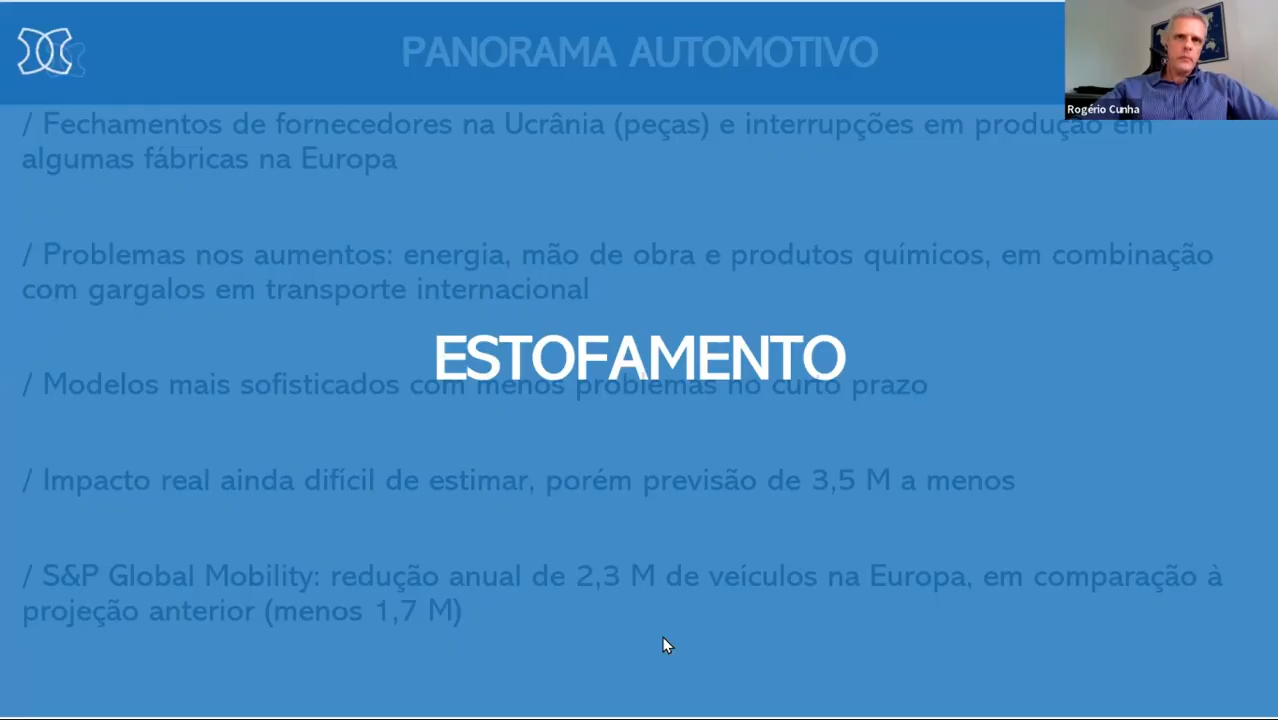 PANORAMA AUTOMOTIVO
Rogério Cunha
/ Fechamentos de fornecedores na Ucrânia (peças) e interrupções em produção em
algumas fábricas na Europa
/ Problemas nos aumentos: energia, mão de obra e produtos químicos, em combinação
com gargalos em transporte internacional
ESTOFAMENTO
/ Modelos mais sofisticados com menos problemas no curto prazo
/ Impacto real ainda difícil de estimar, porém previsão de 3,5 M a menos
/ S&P Global Mobility: redução anual de 2,3 M de veículos na Europa, em comparação à
projeção anterior (menos 1,7 M)